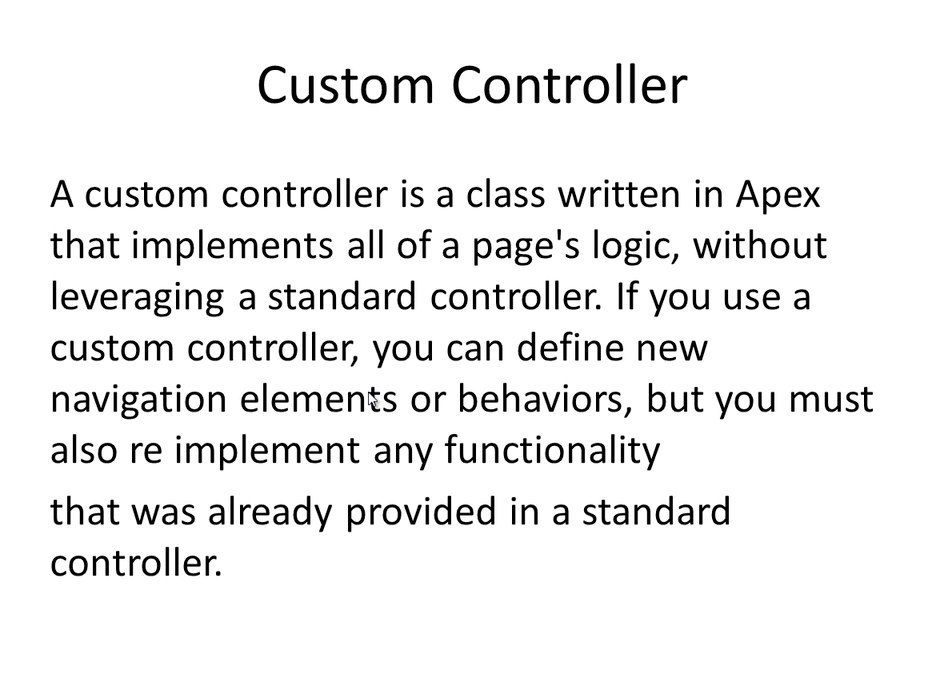 Custom Controller
A custom controller is a class written in Apex
that implements all of a page's logic, without
leveraging a standard controller. If you use a
custom controller, you can define new
navigation elements or behaviors, but you must
also re implement any functionality
that was already provided in a standard
controller.